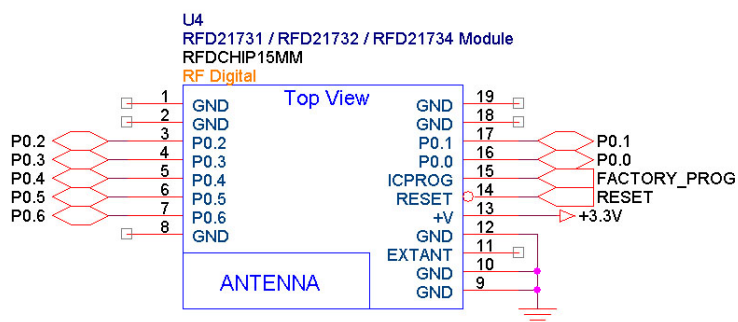 U4
RFD21731 / RFD21732 / RFD21734 Module
RFDCHIP15MM
RF Digital
Top View
1 GND GND 19
2 GND GND 18
P0.2 3 P0.2 P0.1 17 P0.1
P0.3 4 P0.3 P0.0 16 P0.0
P0.4 5 P0.4 ICPROG 15 FACTORY_PROG
P0.5 6 P0.5 RESET 14 RESET
P0.6 7 P0.6 +V 13 +3.3V
8 GND GND 12
EXTANT 11
GND 10
GND 9
ANTENNA